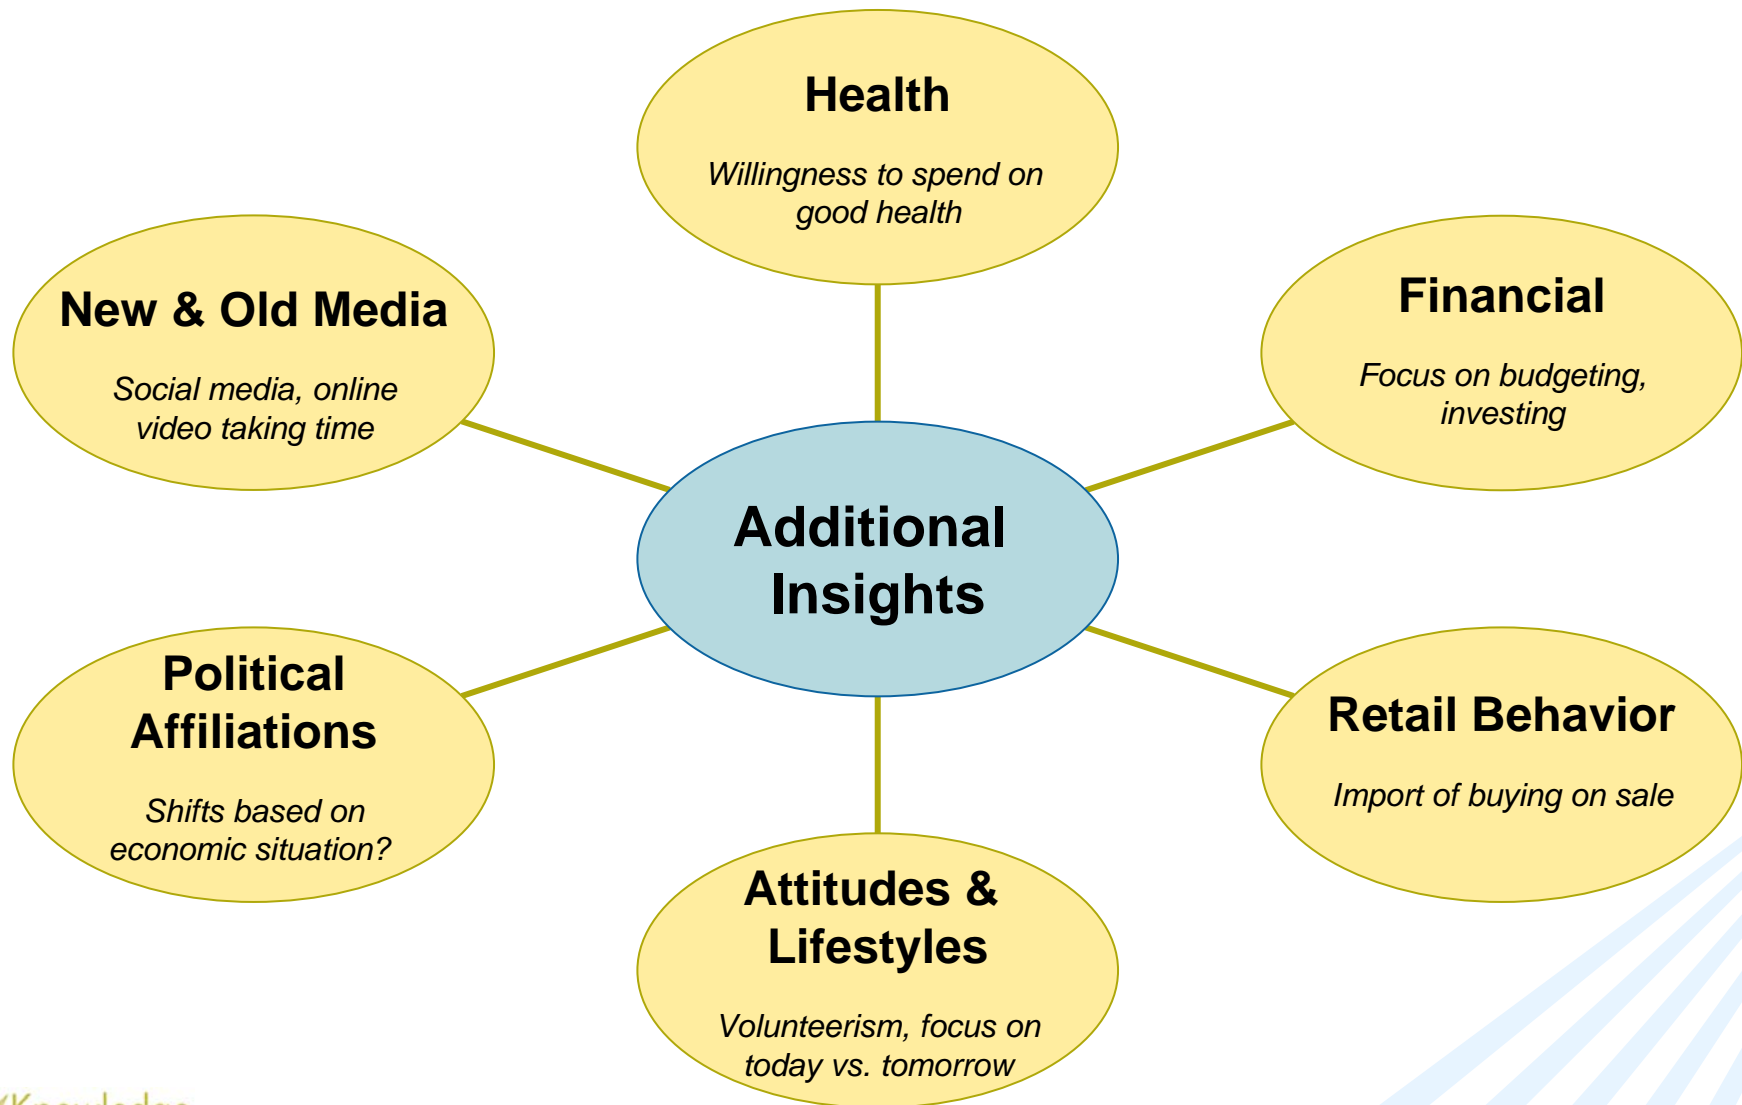 Health
Willingness to spend on
good health
New & Old Media
Social media, online
video taking time
Financial
Focus on budgeting,
investing
Additional
Insights
Political
Affiliations
Shifts based on
economic situation?
Retail Behavior
Import of buying on sale
Attitudes &
Lifestyles
Volunteerism, focus on
today vs. tomorrow